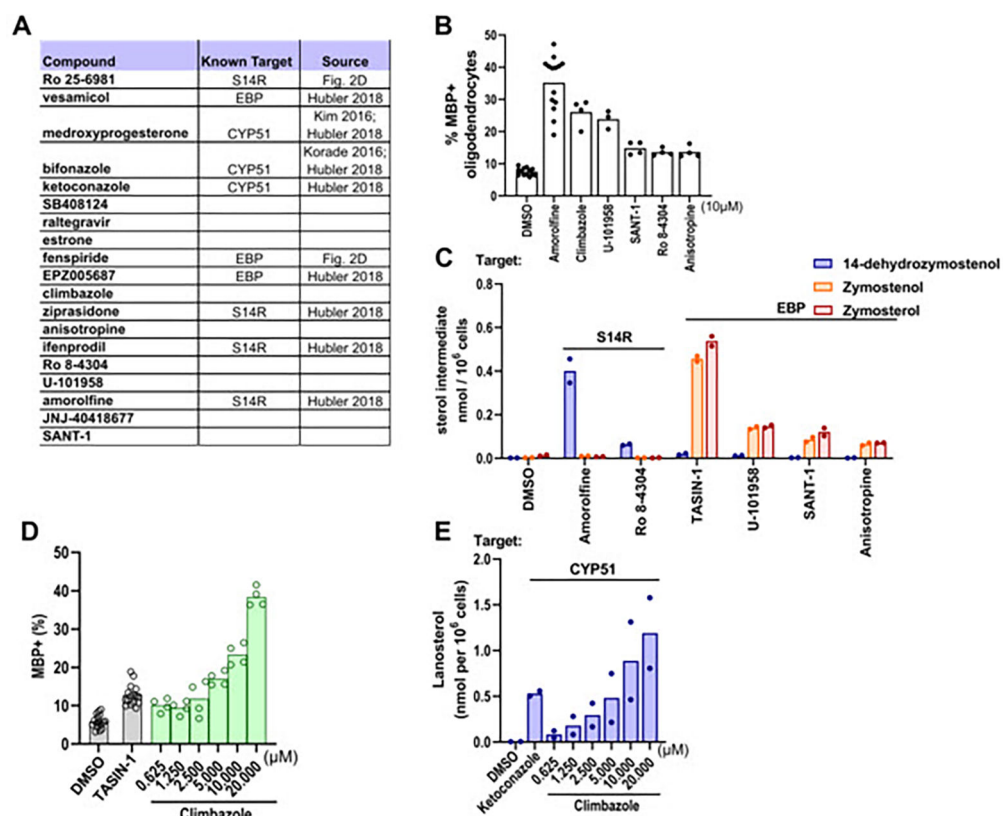 A
Compound Known Target Source
Ro 25-6981 S14R Fig. 2D
vesamicol EBP Hubler 2018
medroxyprogesterone CYP51 Kim 2016; Hubler 2018
bifonazole CYP51 Korade 2016; Hubler 2018
ketoconazole CYP51 Hubler 2018
SB408124
raltegravir
estrone
fenspiride EBP Fig. 2D
EPZ005687 EBP Hubler 2018
climbazole
ziprasidone S14R Hubler 2018
anisotropine
ifenprodil S14R Hubler 2018
Ro 8-4304
U-101958
amorolfine S14R Hubler 2018
JNJ-40418677
SANT-1
B
% MBP+
oligodendrocytes
50
40
30
20
10
0
DMSO
Amorolfine
Climbazole
U-101958
SANT-1
Ro 8-4304
Anisotropine
(10μM)
C
Target:
14-dehydrozymostenol
Zymostenol
Zymosterol
S14R
EBP
sterol intermediate
nmol / 10⁶ cells
0.8
0.6
0.4
0.2
0.0
DMSO
Amorolfine
Ro 8-4304
TASIN-1
U-101958
SANT-1
Anisotropine
D
MBP+ (%)
50
40
30
20
10
0
DMSO
TASIN-1
0.625
1.250
2.500
5.000
10.000
20.000
(μM)
Climbazole
E
Target:
CYP51
Lanosterol
(nmol per 10⁶ cells)
2.0
1.5
1.0
0.5
0.0
DMSO
Ketoconazole
0.625
1.250
2.500
5.000
10.000
20.000
(μM)
Climbazole